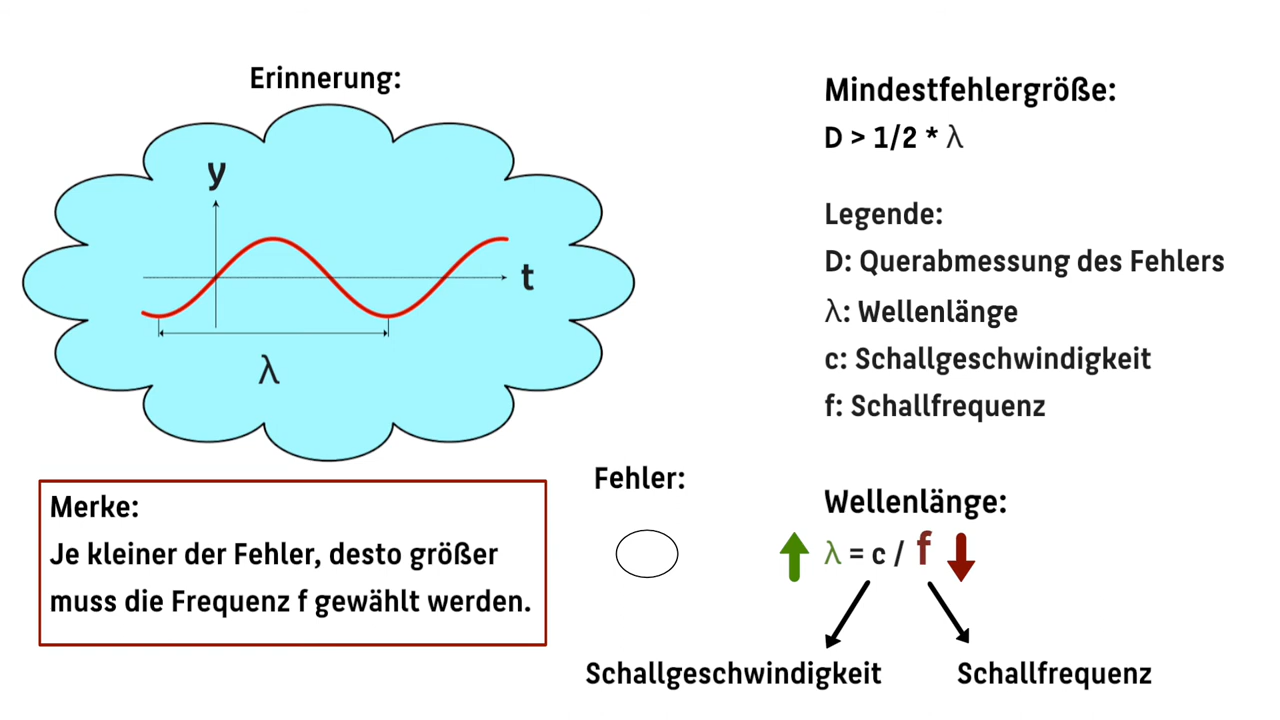 Erinnerung:
y
t
λ
Merke:
Je kleiner der Fehler, desto größer
muss die Frequenz f gewählt werden.
Mindestfehlergröße:
D > 1/2 * λ
Legende:
D: Querabmessung des Fehlers
λ: Wellenlänge
c: Schallgeschwindigkeit
f: Schallfrequenz
Fehler:
Wellenlänge:
λ = c / f
Schallgeschwindigkeit
Schallfrequenz